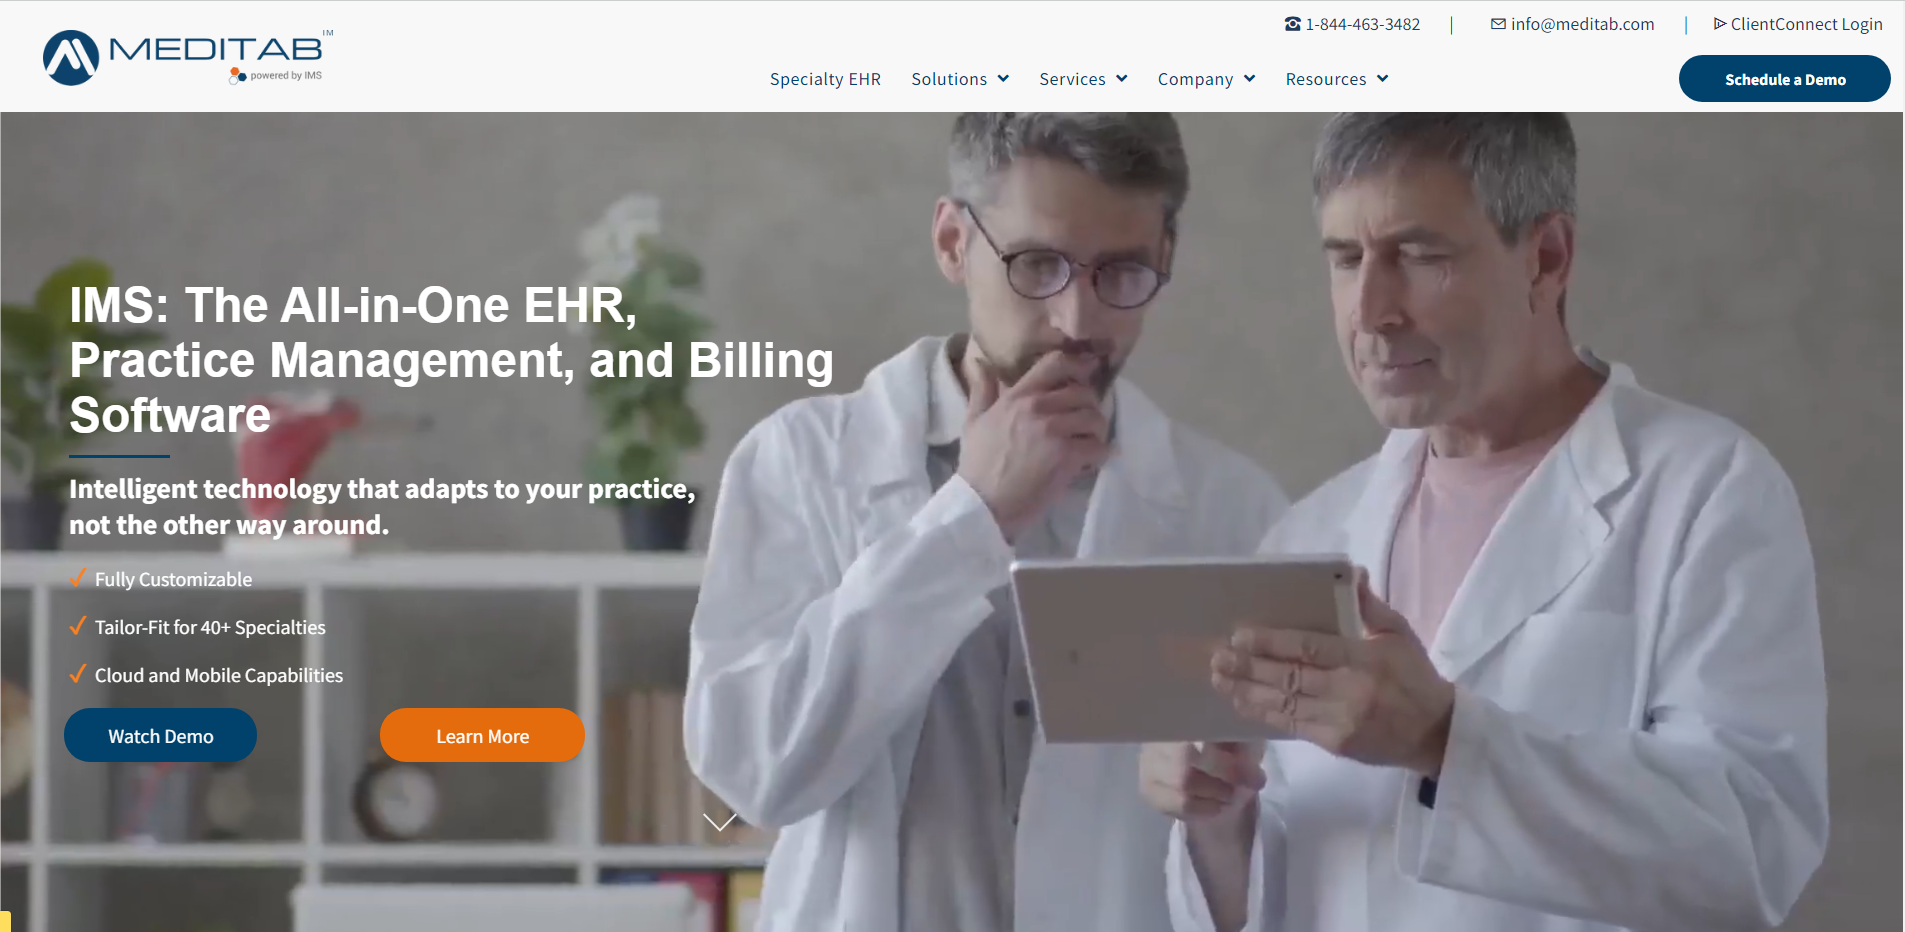 1-844-463-3482 | info@meditab.com | ClientConnect Login
MEDITAB™
powered by IMS
Specialty EHR Solutions Services Company Resources
Schedule a Demo
IMS: The All-in-One EHR,
Practice Management, and Billing
Software
Intelligent technology that adapts to your practice,
not the other way around.
Fully Customizable
Tailor-Fit for 40+ Specialties
Cloud and Mobile Capabilities
Watch Demo
Learn More